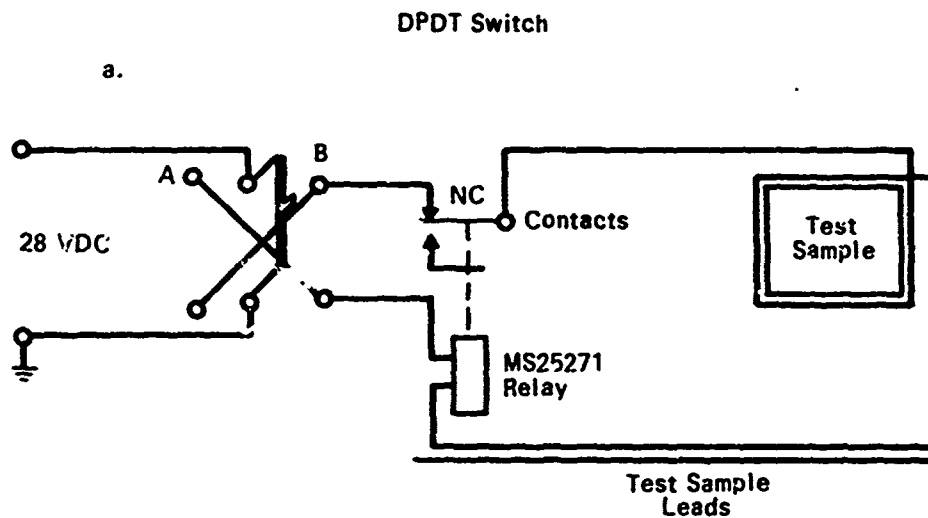 DPDT Switch
a.
A
B
28 VDC
NC
Contacts
Test
Sample
MS25271
Relay
Test Sample
Leads